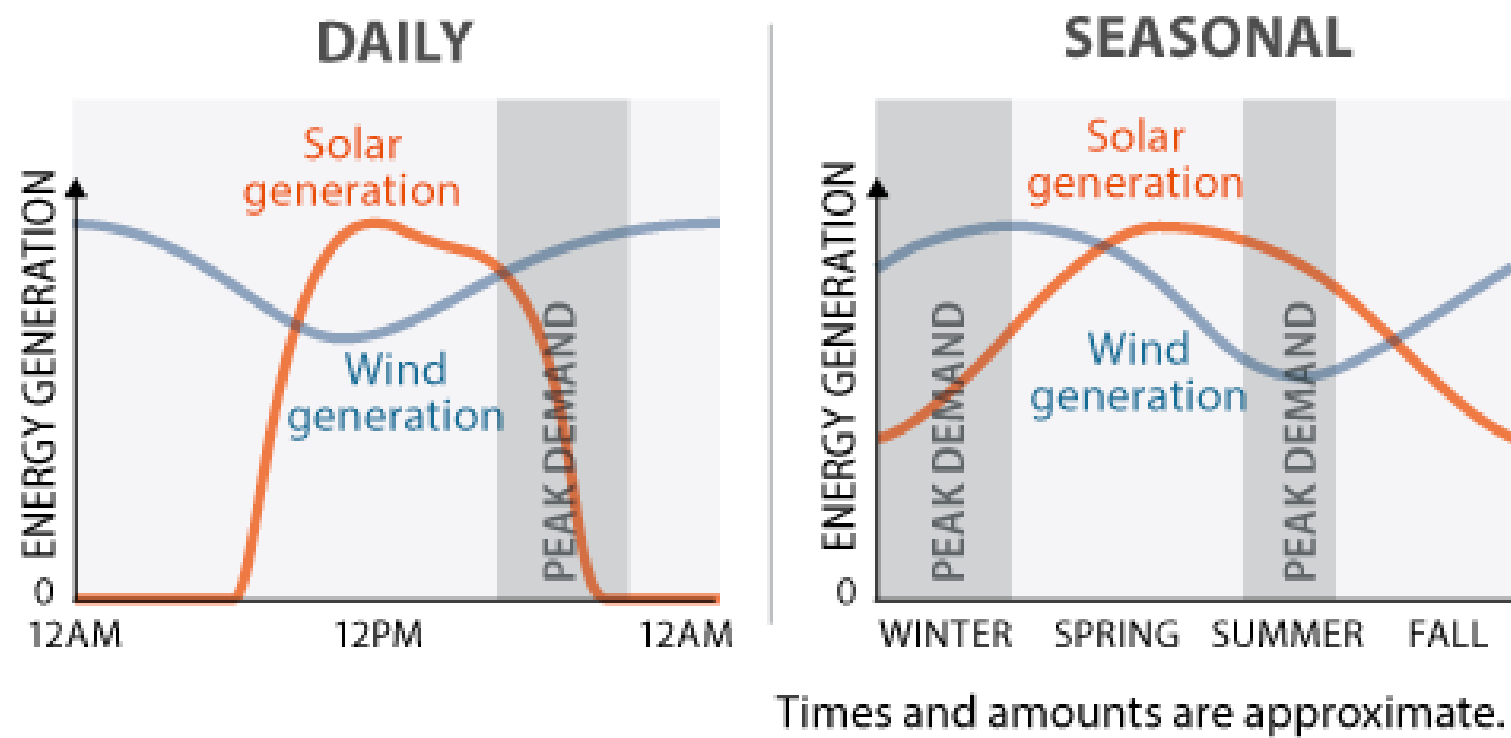 DAILY
ENERGY GENERATION
0
Solar
generation
Wind
generation
PEAK DEMAND
12AM
12PM
12AM
SEASONAL
ENERGY GENERATION
0
Solar
generation
Wind
generation
PEAK DEMAND
PEAK DEMAND
WINTER
SPRING
SUMMER
FALL
Times and amounts are approximate.